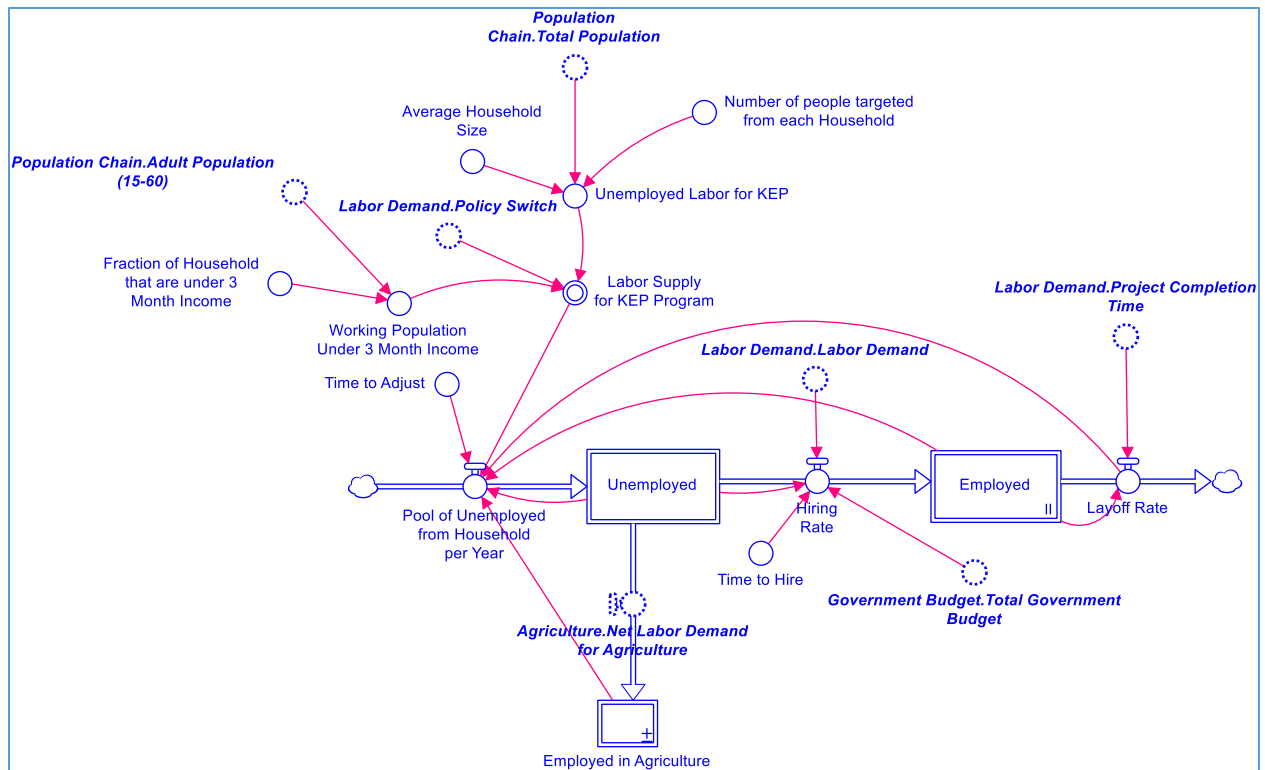 Population
Chain.Total Population
Average Household
Size
Number of people targeted
from each Household
Population Chain.Adult Population
(15-60)
Unemployed Labor for KEP
Labor Demand.Policy Switch
Fraction of Household
that are under 3
Month Income
Labor Supply
for KEP Program
Labor Demand.Project Completion
Time
Working Population
Under 3 Month Income
Labor Demand.Labor Demand
Time to Adjust
Unemployed
Employed
Pool of Unemployed
from Household
per Year
Hiring
Rate
Layoff Rate
Time to Hire
Government Budget.Total Government
Budget
Agriculture.Net Labor Demand
for Agriculture
Employed in Agriculture